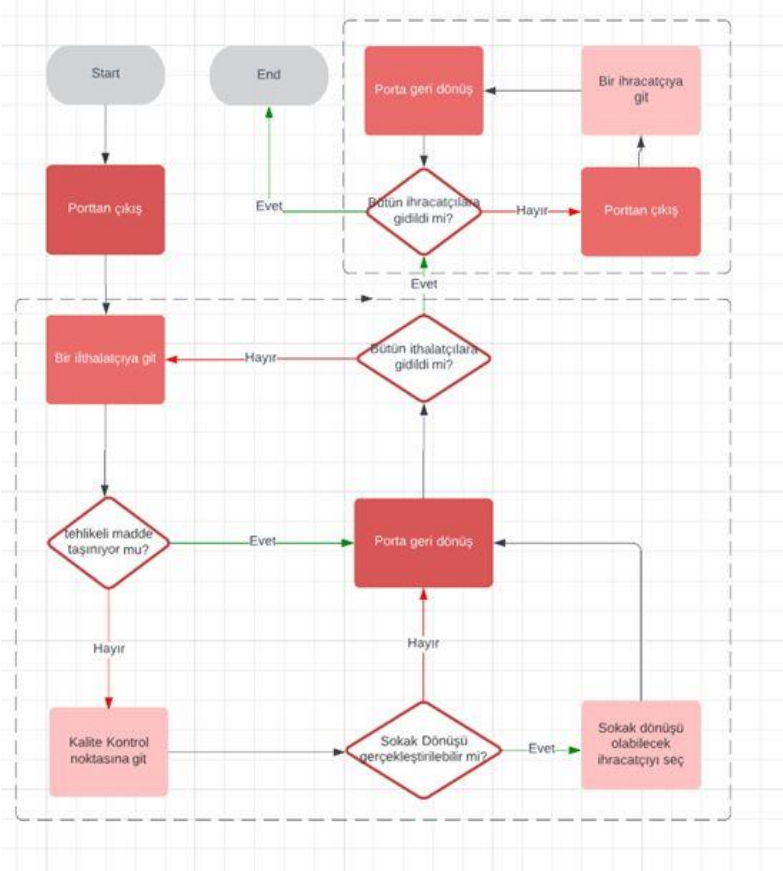 Start
End
Porta geri dönüş
Bir ihracatçıya
git
Porttan çıkış
Bütün ihracatçılara
gidildi mi?
Evet
Hayır
Porttan çıkış
Evet
Bir iİthalatçıya git
Hayır
Bütün ithalatçılara
gidildi mi?
tehlikeli madde
taşınıyor mu?
Evet
Porta geri dönüş
Hayır
Hayır
Kalite Kontrol
noktasına git
Sokak Dönüşü
gerçekleştirilebilir mi?
Evet
Sokak dönüşü
olabilecek
ihracatçıyı seç